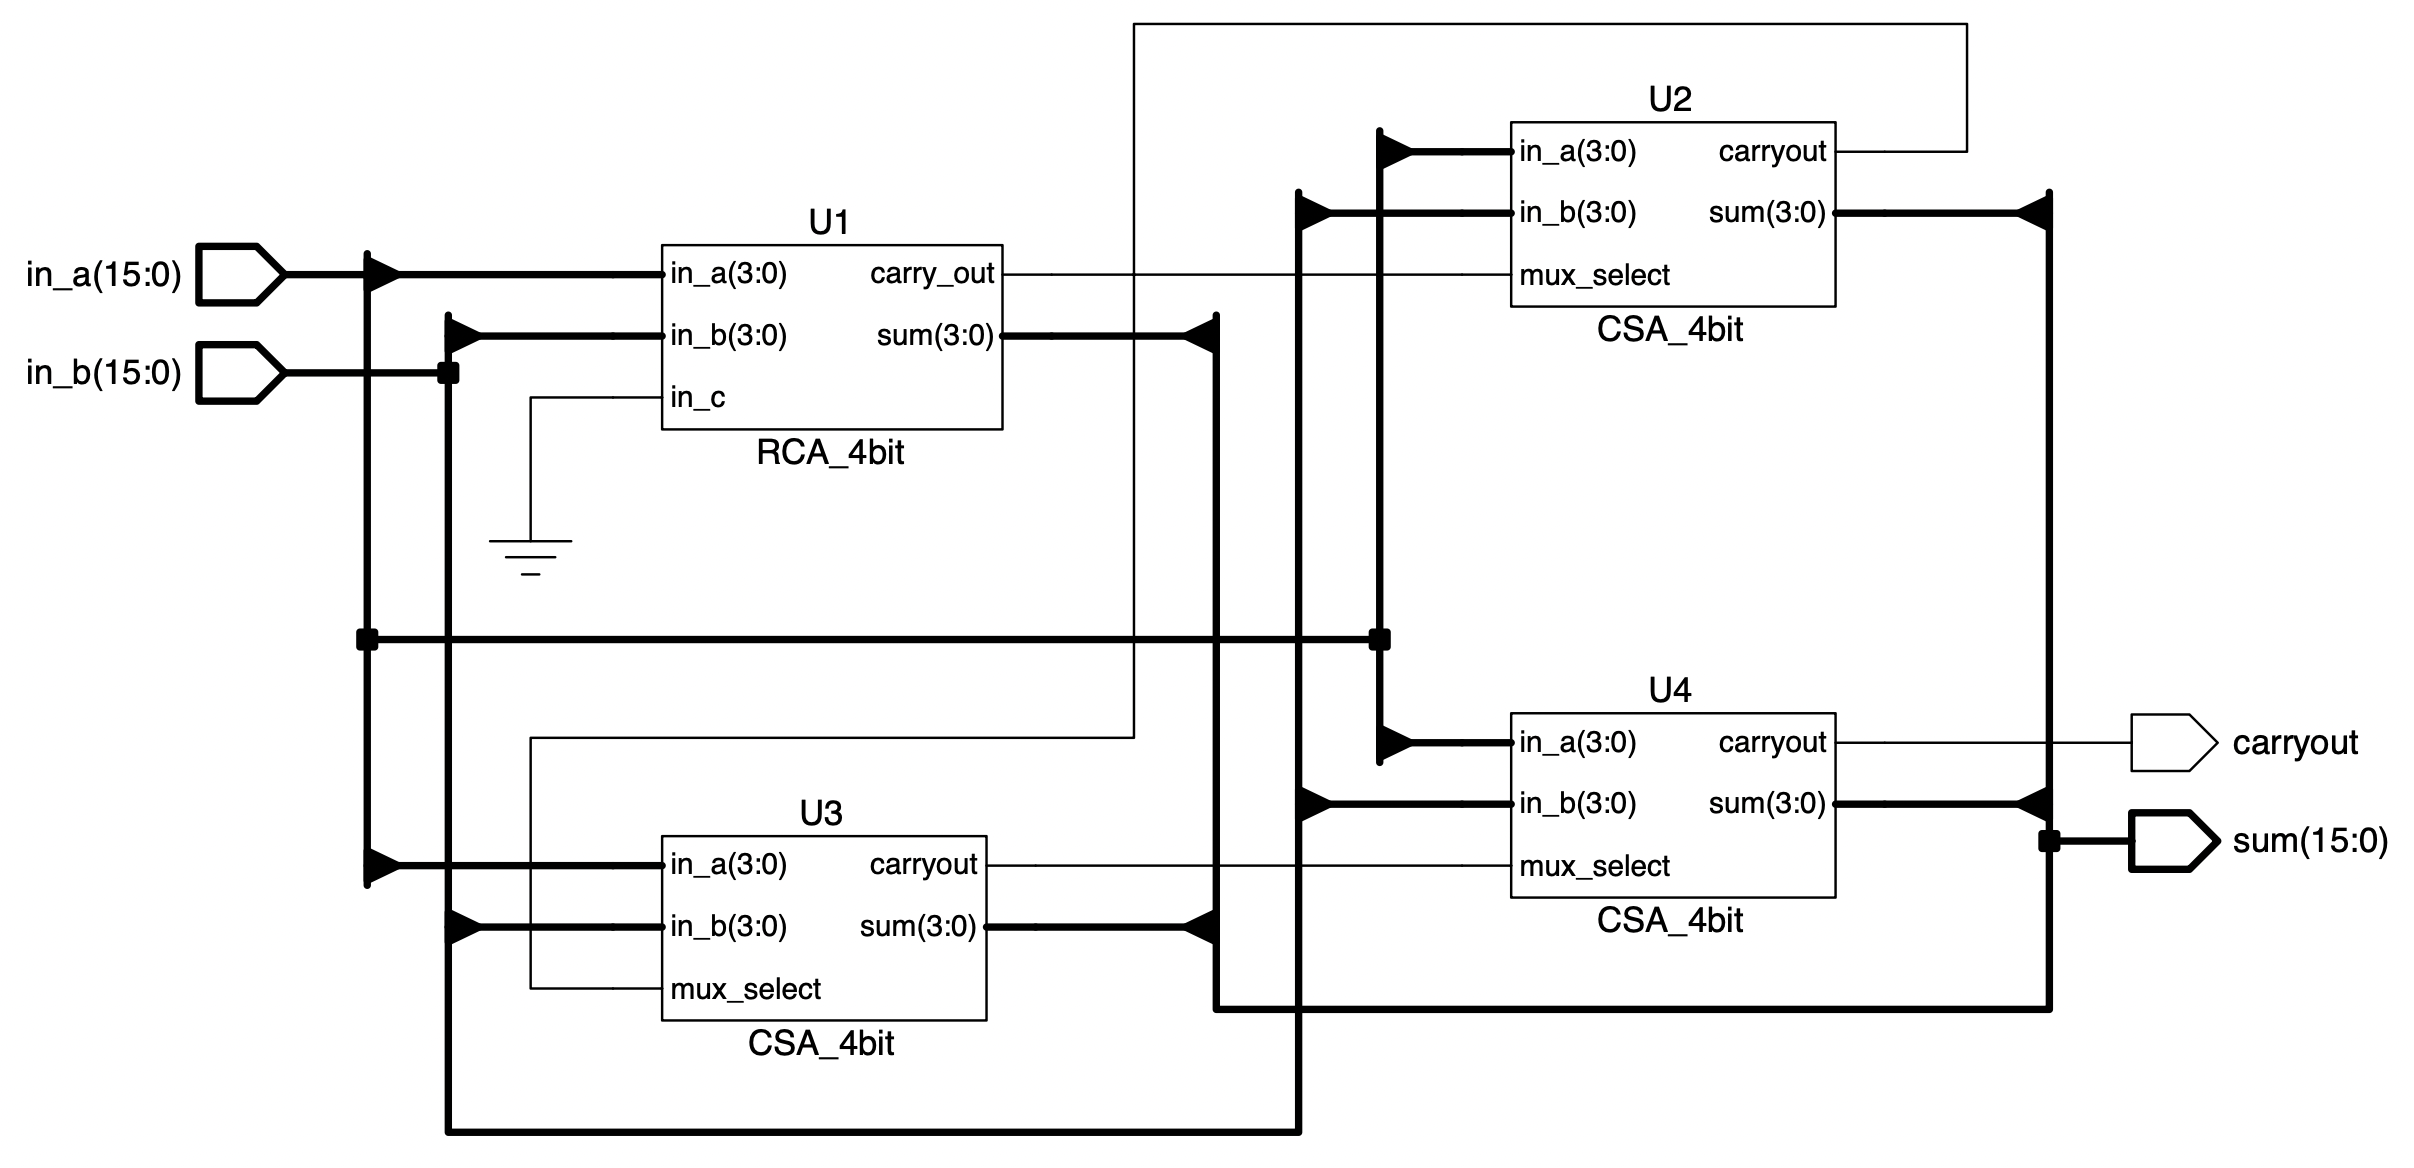 in_a(15:0)
in_b(15:0)
U1
in_a(3:0)
carry_out
in_b(3:0)
sum(3:0)
in_c
RCA_4bit
U2
in_a(3:0)
carryout
in_b(3:0)
sum(3:0)
mux_select
CSA_4bit
U3
in_a(3:0)
carryout
in_b(3:0)
sum(3:0)
mux_select
CSA_4bit
U4
in_a(3:0)
carryout
in_b(3:0)
sum(3:0)
mux_select
CSA_4bit
carryout
sum(15:0)